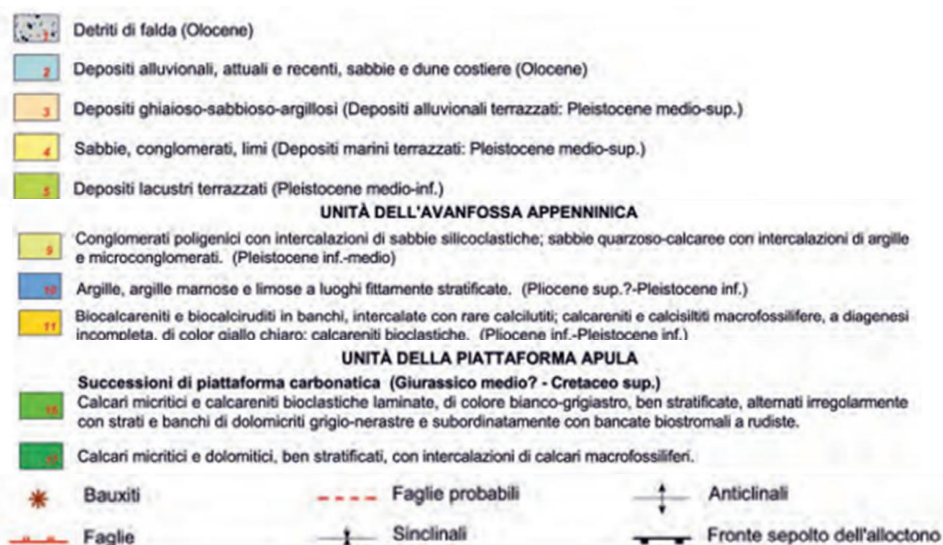 1 Detriti di falda (Olocene)
2 Depositi alluvionali, attuali e recenti, sabbie e dune costiere (Olocene)
3 Depositi ghiaioso-sabbioso-argillosi (Depositi alluvionali terrazzati: Pleistocene medio-sup.)
4 Sabbie, conglomerati, limi (Depositi marini terrazzati: Pleistocene medio-sup.)
5 Depositi lacustri terrazzati (Pleistocene medio-inf.)
UNITÀ DELL'AVANFOSSA APPENNINICA
9 Conglomerati poligenici con intercalazioni di sabbie silicoclastiche; sabbie quarzoso-calcaree con intercalazioni di argille
e microconglomerati. (Pleistocene inf.-medio)
10 Argille, argille marnose e limose a luoghi fittamente stratificate. (Pliocene sup.?-Pleistocene inf.)
11 Biocalcareniti e biocalciruditi in banchi, intercalate con rare calcilutiti; calcareniti e calcisiltiti macrofossilifere, a diagenesi
incompleta, di color giallo chiaro; calcareniti bioclastiche. (Pliocene inf.-Pleistocene inf.)
UNITÀ DELLA PIATTAFORMA APULA
Successioni di piattaforma carbonatica (Giurassico medio? - Cretaceo sup.)
Calcari micritici e calcareniti bioclastiche laminate, di colore bianco-grigiastro, ben stratificate, alternati irregolarmente
con strati e banchi di dolomicriti grigio-nerastre e subordinatamente con bancate biostromali a rudiste.
Calcari micritici e dolomitici, ben stratificati, con intercalazioni di calcari macrofossiliferi.
Bauxiti Faglie probabili Anticlinali
Faglie Sinclinali Fronte sepolto dell'alloctono